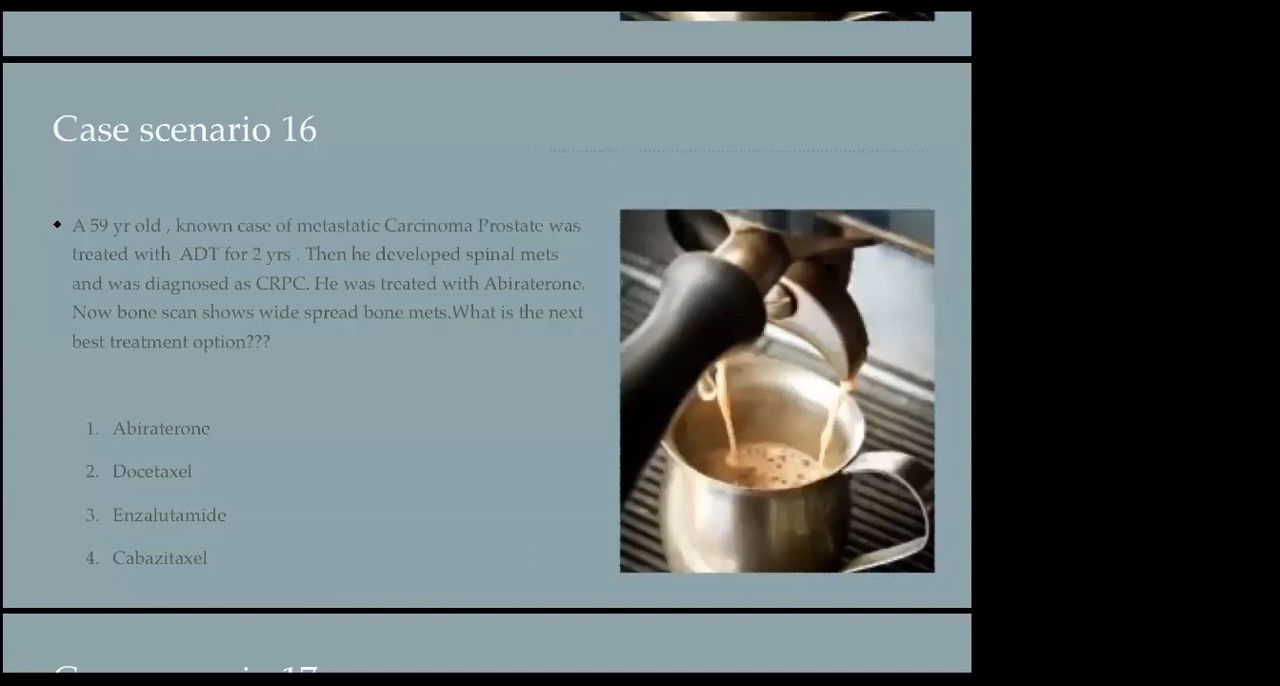 Case scenario 16
A 59 yr old , known case of metastatic Carcinoma Prostate was
treated with ADT for 2 yrs . Then he developed spinal mets
and was diagnosed as CRPC. He was treated with Abiraterone.
Now bone scan shows wide spread bone mets.What is the next
best treatment option???
1. Abiraterone
2. Docetaxel
3. Enzalutamide
4. Cabazitaxel